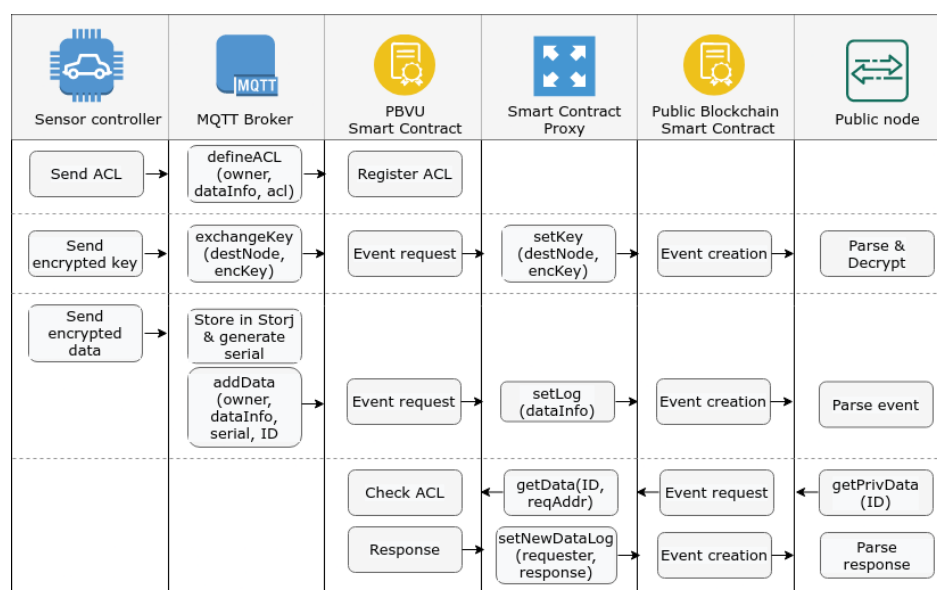 MQTT
Sensor controller
MQTT Broker
PBVU
Smart Contract
Smart Contract
Proxy
Public Blockchain
Smart Contract
Public node
Send ACL
defineACL
(owner,
dataInfo, acl)
Register ACL
Send
encrypted key
exchangeKey
(destNode,
encKey)
Event request
setKey
(destNode,
encKey)
Event creation
Parse &
Decrypt
Send
encrypted
data
Store in Storj
& generate
serial
addData
(owner,
dataInfo,
serial, ID
Event request
setLog
(dataInfo)
Event creation
Parse event
Check ACL
getData(ID,
reqAddr)
Event request
getPrivData
(ID)
Response
setNewDataLog
(requester,
response)
Event creation
Parse
response